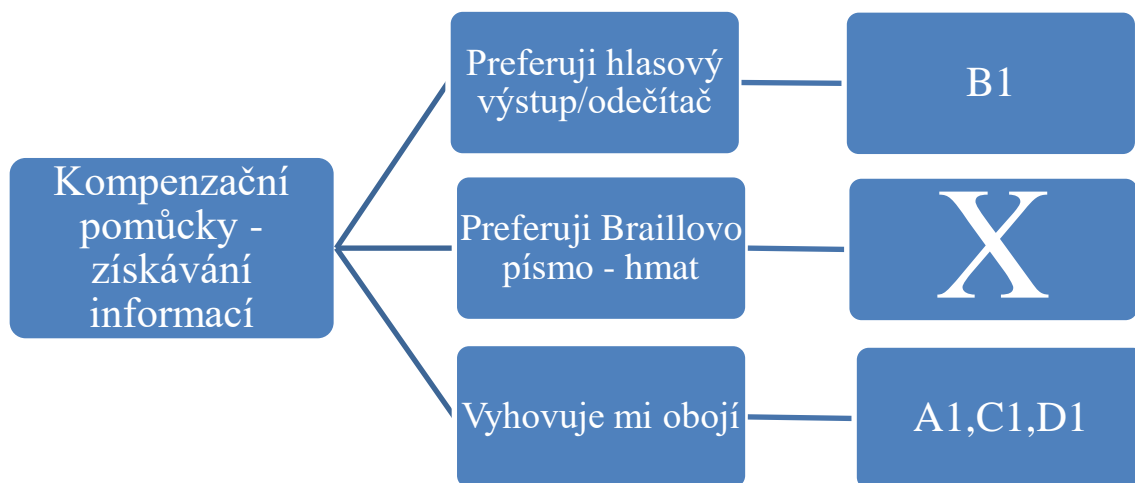 Kompenzační
pomůcky -
získávání
informací
Preferuji hlasový
výstup/odečítač
B1
Preferuji Braillovo
písmo - hmat
X
Vyhovuje mi obojí
A1,C1,D1